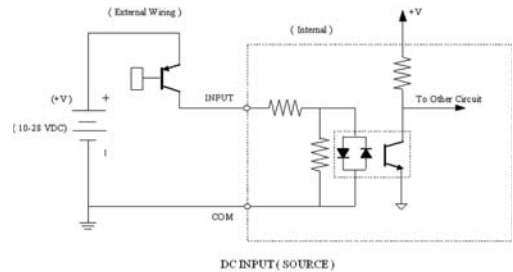 ( External Wiring )
( Internal )
+V
INPUT
To Other Circuit
(+V)
+
( 10-28 VDC)
COM
DC INPUT ( SOURCE )